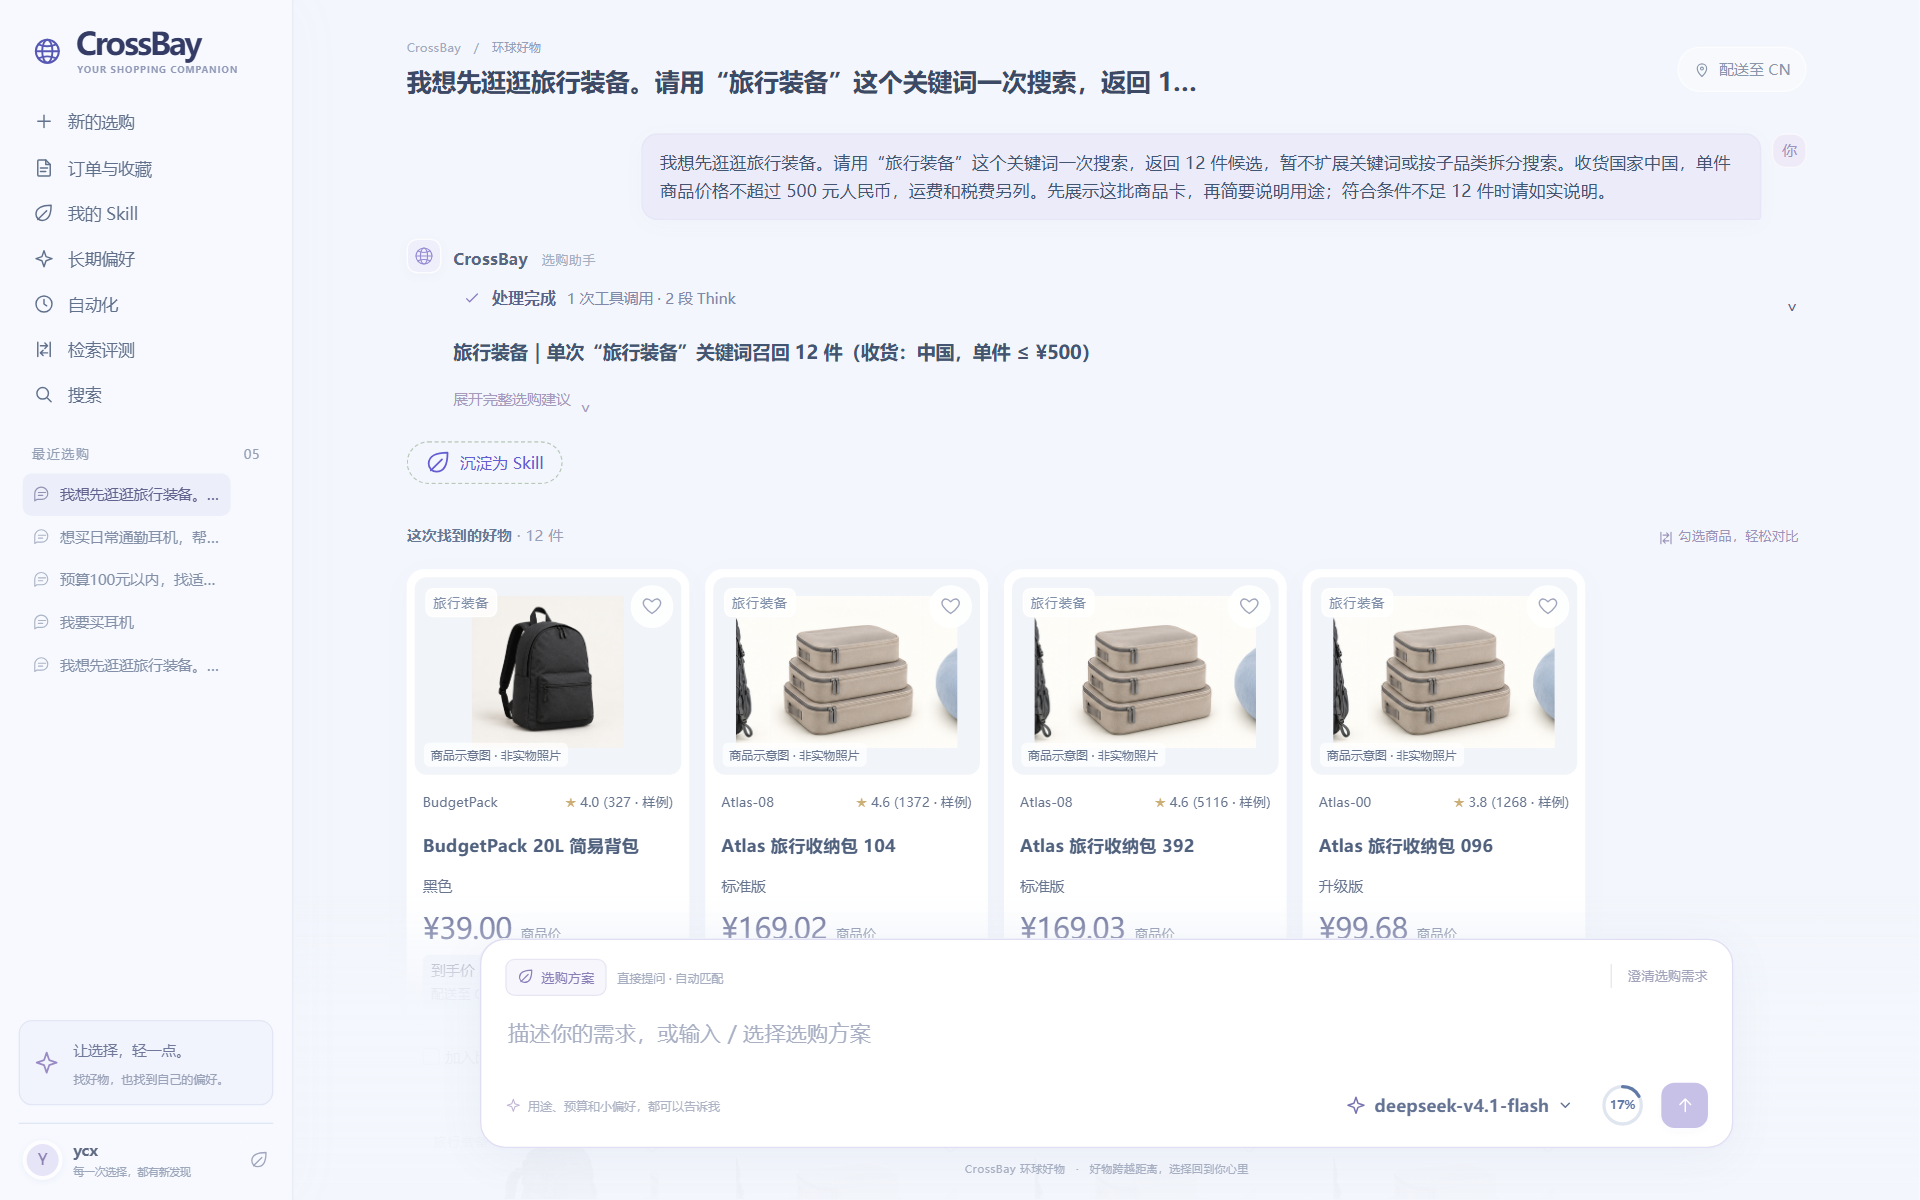 CrossBay
YOUR SHOPPING COMPANION
新的选购
订单与收藏
我的 Skill
长期偏好
自动化
检索评测
搜索
最近选购 05
我想先逛逛旅行装备。...
想买日常通勤耳机，帮...
预算100元以内，找适...
我要买耳机
我想先逛逛旅行装备。...
让选择，轻一点。
找好物，也找到自己的偏好。
Y
ycx
每一次选择，都有新发现
CrossBay / 环球好物
我想先逛逛旅行装备。请用“旅行装备”这个关键词一次搜索，返回 1...
配送至 CN
我想先逛逛旅行装备。请用“旅行装备”这个关键词一次搜索，返回 12 件候选，暂不扩展关键词或按子品类拆分搜索。收货国家中国，单件
商品价格不超过 500 元人民币，运费和税费另列。先展示这批商品卡，再简要说明用途；符合条件不足 12 件时请如实说明。
你
CrossBay 选购助手
处理完成 1 次工具调用 · 2 段 Think
旅行装备 | 单次“旅行装备”关键词召回 12 件（收货：中国，单件 ≤ ¥500）
展开完整选购建议
沉淀为 Skill
这次找到的好物 · 12 件
勾选商品，轻松对比
旅行装备
商品示意图 · 非实物照片
BudgetPack ★ 4.0 (327 · 样例)
BudgetPack 20L 简易背包
黑色
¥39.00 商品价
到手价
配送至
旅行装备
商品示意图 · 非实物照片
Atlas-08 ★ 4.6 (1372 · 样例)
Atlas 旅行收纳包 104
标准版
¥169.02 商品价
旅行装备
商品示意图 · 非实物照片
Atlas-08 ★ 4.6 (5116 · 样例)
Atlas 旅行收纳包 392
标准版
¥169.03 商品价
旅行装备
商品示意图 · 非实物照片
Atlas-00 ★ 3.8 (1268 · 样例)
Atlas 旅行收纳包 096
升级版
¥99.68 商品价
选购方案 直接提问 · 自动匹配
澄清选购需求
描述你的需求，或输入 / 选择选购方案
用途、预算和小偏好，都可以告诉我
deepseek-v4.1-flash
17%
CrossBay 环球好物 · 好物跨越距离，选择回到你心里